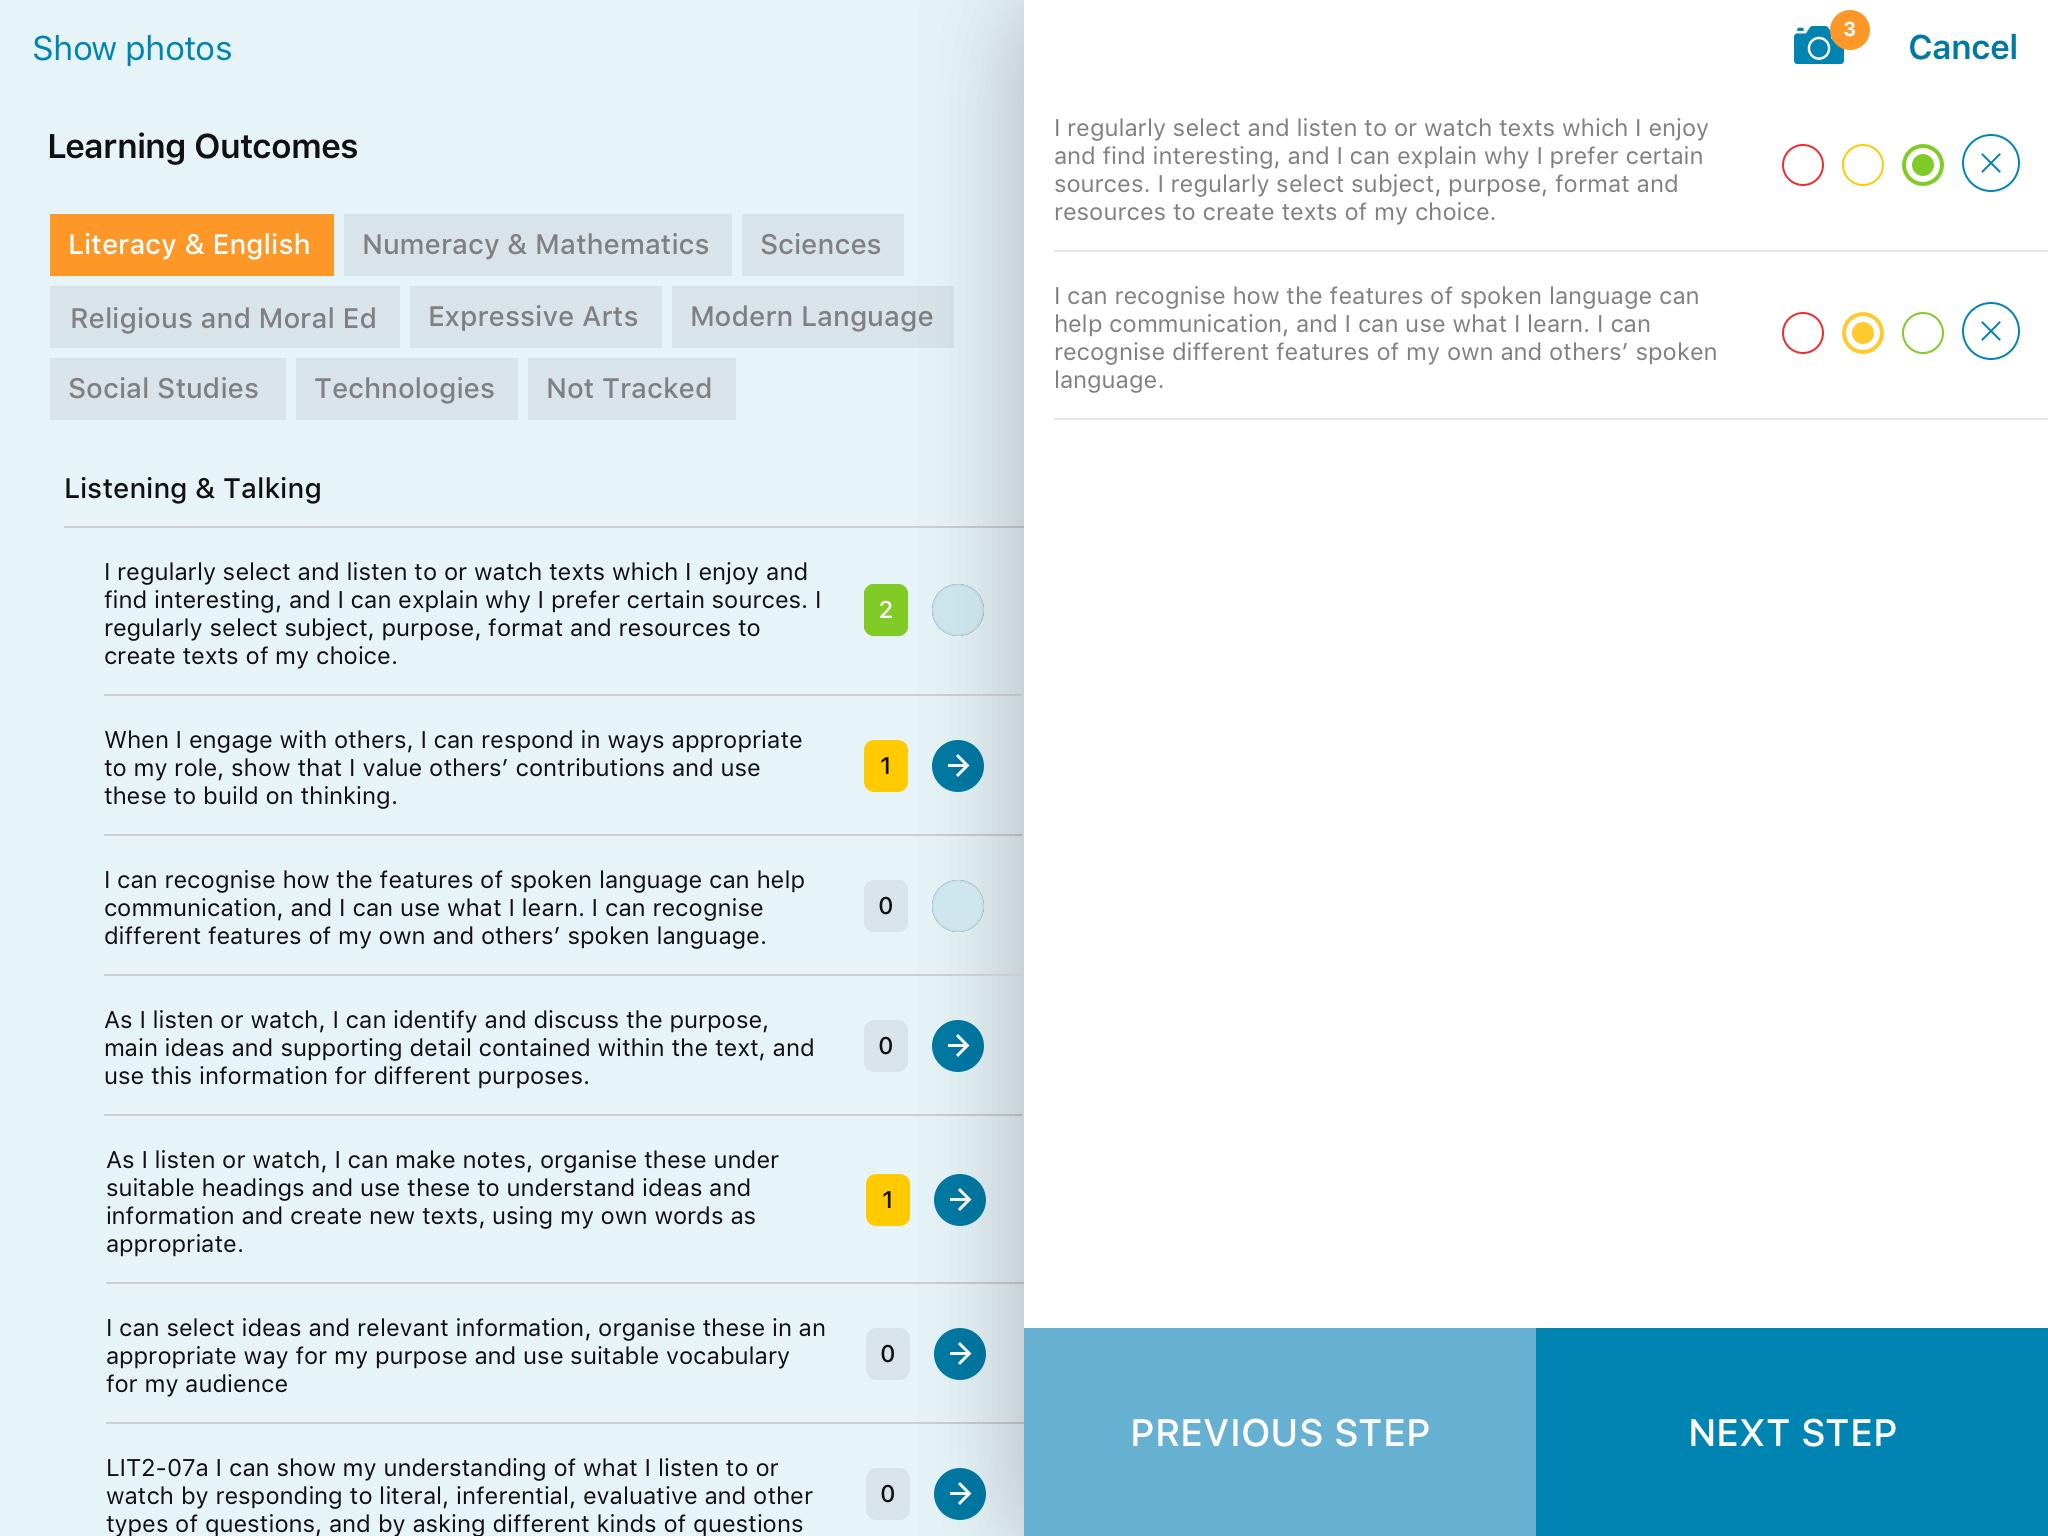 Show photos
Learning Outcomes
Literacy & English
Numeracy & Mathematics
Sciences
Religious and Moral Ed
Expressive Arts
Modern Language
Social Studies
Technologies
Not Tracked
Listening & Talking
I regularly select and listen to or watch texts which I enjoy and
find interesting, and I can explain why I prefer certain sources. I
regularly select subject, purpose, format and resources to
create texts of my choice.
2
When I engage with others, I can respond in ways appropriate
to my role, show that I value others’ contributions and use
these to build on thinking.
1
I can recognise how the features of spoken language can help
communication, and I can use what I learn. I can recognise
different features of my own and others’ spoken language.
0
As I listen or watch, I can identify and discuss the purpose,
main ideas and supporting detail contained within the text, and
use this information for different purposes.
0
As I listen or watch, I can make notes, organise these under
suitable headings and use these to understand ideas and
information and create new texts, using my own words as
appropriate.
1
I can select ideas and relevant information, organise these in an
appropriate way for my purpose and use suitable vocabulary
for my audience
0
LIT2-07a I can show my understanding of what I listen to or
watch by responding to literal, inferential, evaluative and other
types of questions, and by asking different kinds of questions
0
3
Cancel
I regularly select and listen to or watch texts which I enjoy
and find interesting, and I can explain why I prefer certain
sources. I regularly select subject, purpose, format and
resources to create texts of my choice.
I can recognise how the features of spoken language can
help communication, and I can use what I learn. I can
recognise different features of my own and others’ spoken
language.
PREVIOUS STEP
NEXT STEP